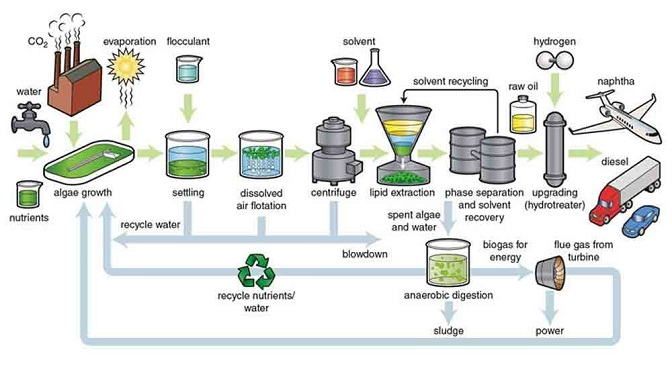 CO2
evaporation
flocculant
solvent
hydrogen
water
solvent recycling
raw oil
naphtha
nutrients
algae growth
settling
dissolved
air flotation
centrifuge
lipid extraction
phase separation
and solvent
recovery
upgrading
(hydrotreater)
diesel
recycle water
blowdown
spent algae
and water
biogas for
energy
flue gas from
turbine
recycle nutrients/
water
anaerobic digestion
sludge
power